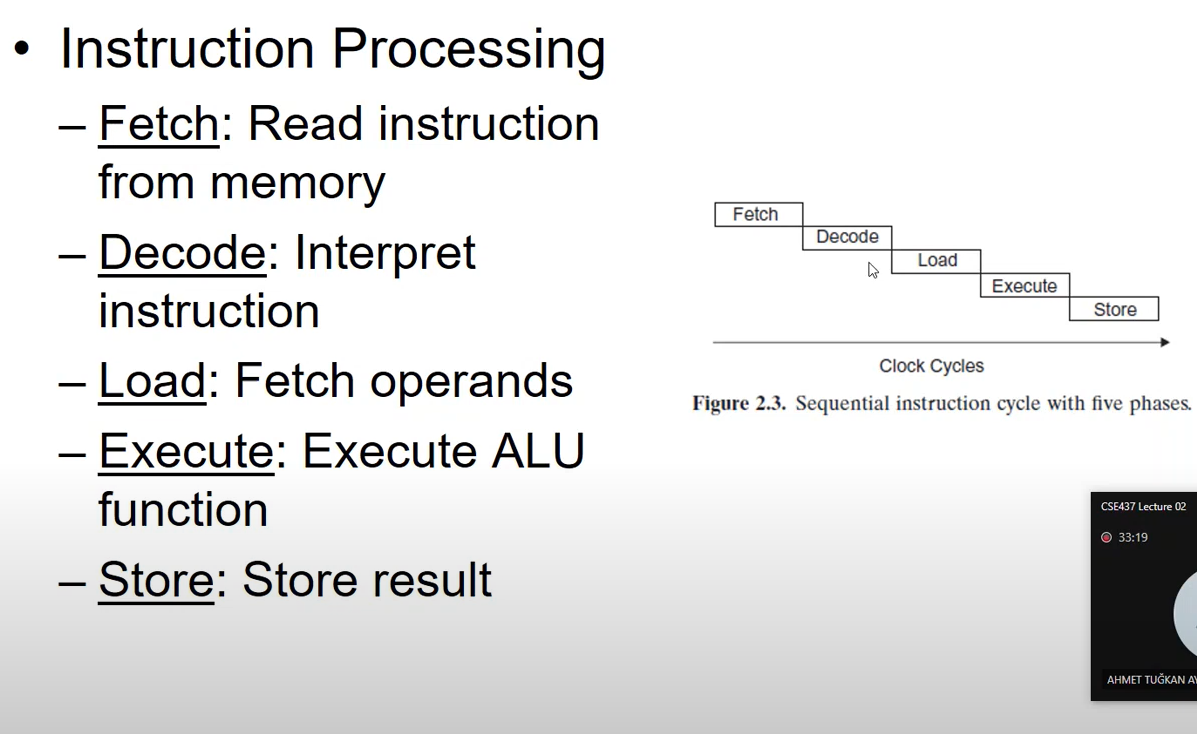 • Instruction Processing
– Fetch: Read instruction
from memory
– Decode: Interpret
instruction
– Load: Fetch operands
– Execute: Execute ALU
function
– Store: Store result
Fetch
Decode
Load
Execute
Store
Clock Cycles
Figure 2.3. Sequential instruction cycle with five phases.
CSE437 Lecture 02
33:19
AHMET TUĞKAN